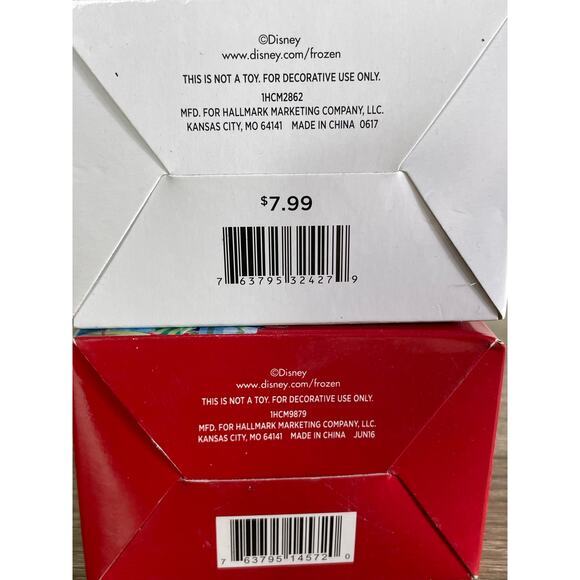 ©Disney
www.disney.com/frozen
THIS IS NOT A TOY. FOR DECORATIVE USE ONLY.
1HCM2862
MFD. FOR HALLMARK MARKETING COMPANY, LLC.
KANSAS CITY, MO 64141 MADE IN CHINA 0617
$7.99
7 63795 32427 9
©Disney
www.disney.com/frozen
THIS IS NOT A TOY. FOR DECORATIVE USE ONLY.
1HCM9879
MFD. FOR HALLMARK MARKETING COMPANY, LLC.
KANSAS CITY, MO 64141 MADE IN CHINA JUN16
7 63795 14572 0